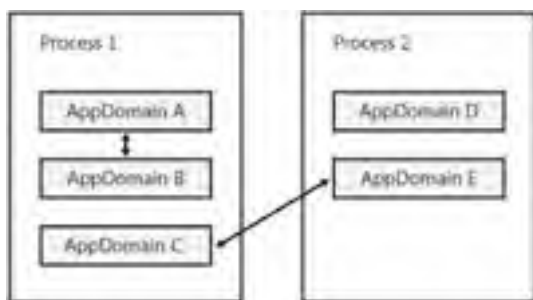 Process 1
AppDomain A
AppDomain B
AppDomain C
Process 2
AppDomain D
AppDomain E